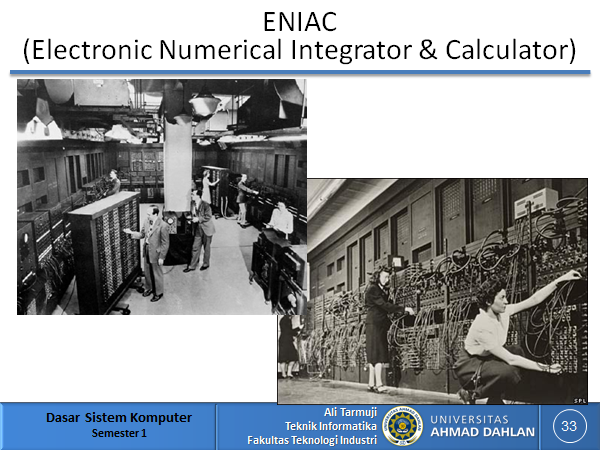 ENIAC
(Electronic Numerical Integrator & Calculator)
SPL
Dasar Sistem Komputer
Semester 1
Ali Tarmuji
Teknik Informatika
Fakultas Teknologi Industri
UNIVERSITAS
AHMAD DAHLAN
33